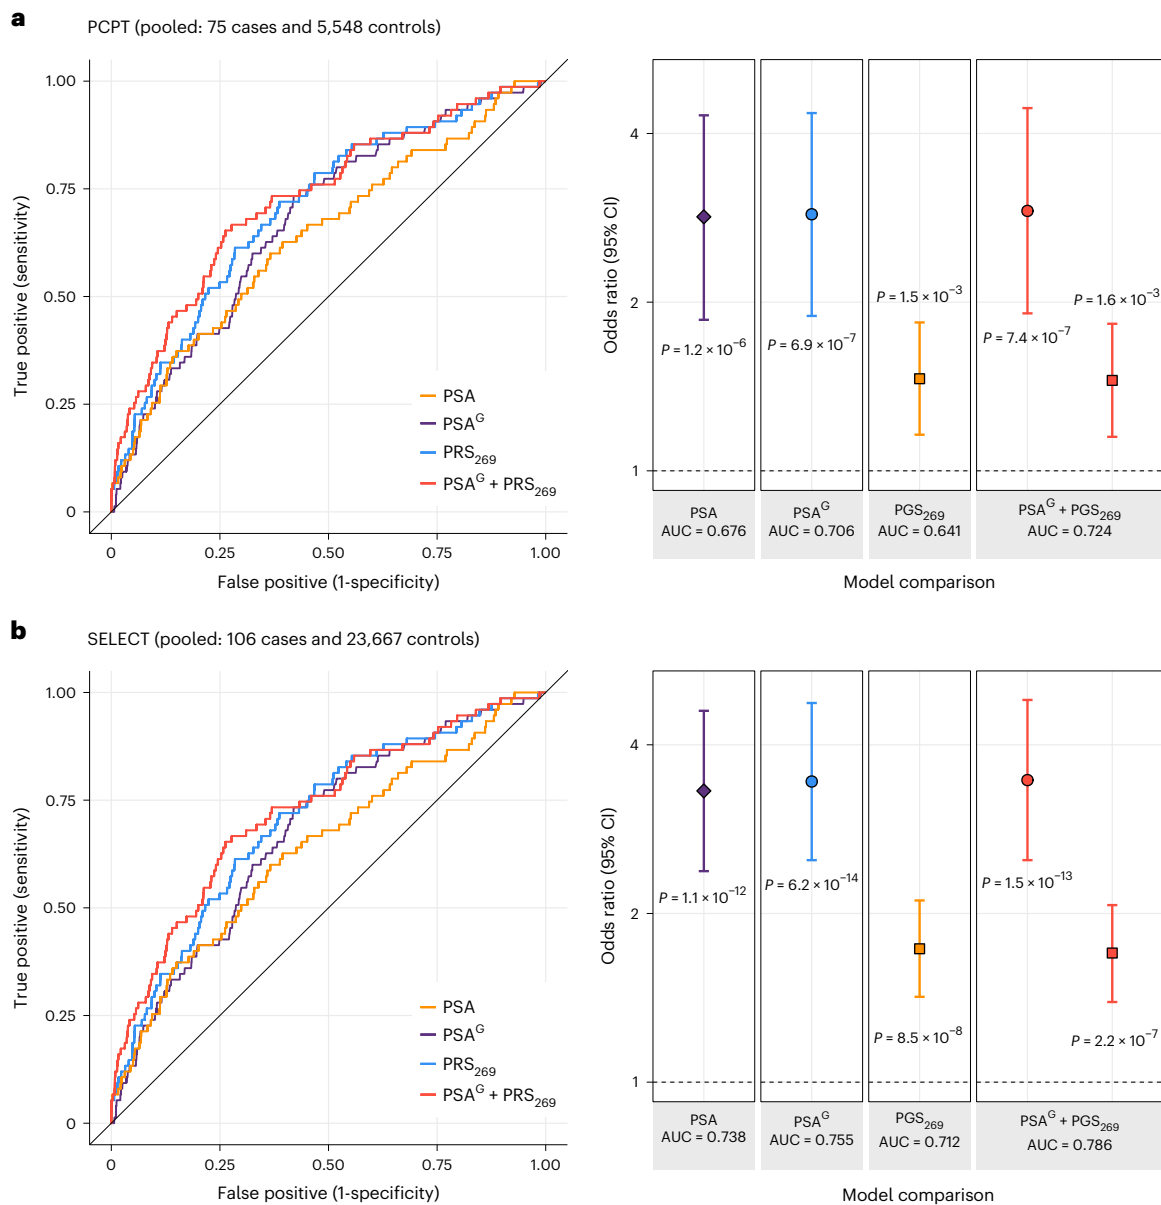 a
PCPT (pooled: 75 cases and 5,548 controls)
True positive (sensitivity)
1.00
0.75
0.50
0.25
0
PSA
PSA^G
PRS_269
PSA^G + PRS_269
0
0.25
0.50
0.75
1.00
False positive (1-specificity)
Odds ratio (95% CI)
4
2
1
P = 1.2 × 10^−6
P = 6.9 × 10^−7
P = 1.5 × 10^−3
P = 7.4 × 10^−7
P = 1.6 × 10^−3
PSA
AUC = 0.676
PSA^G
AUC = 0.706
PGS_269
AUC = 0.641
PSA^G + PGS_269
AUC = 0.724
Model comparison
b
SELECT (pooled: 106 cases and 23,667 controls)
True positive (sensitivity)
1.00
0.75
0.50
0.25
0
PSA
PSA^G
PRS_269
PSA^G + PRS_269
0
0.25
0.50
0.75
1.00
False positive (1-specificity)
Odds ratio (95% CI)
4
2
1
P = 1.1 × 10^−12
P = 6.2 × 10^−14
P = 8.5 × 10^−8
P = 1.5 × 10^−13
P = 2.2 × 10^−7
PSA
AUC = 0.738
PSA^G
AUC = 0.755
PGS_269
AUC = 0.712
PSA^G + PGS_269
AUC = 0.786
Model comparison